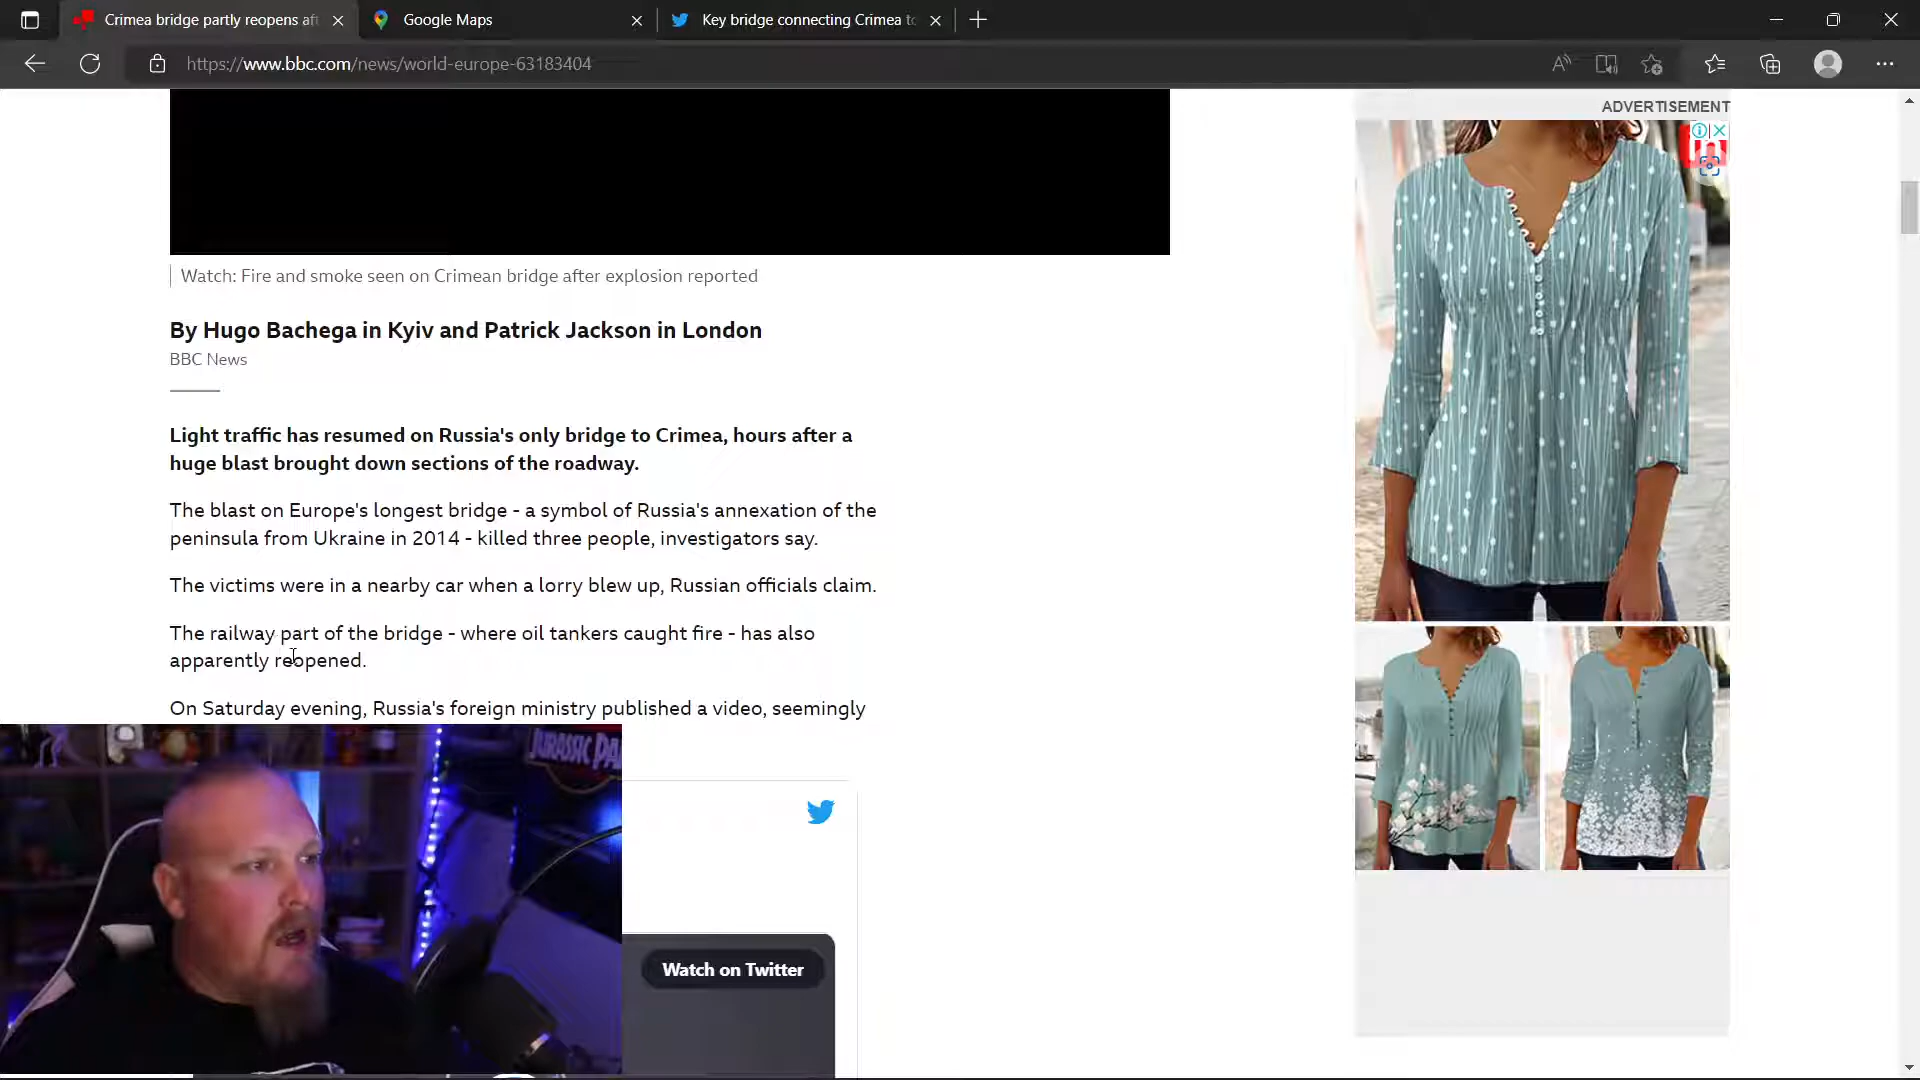 Crimea bridge partly reopens aft
Google Maps
Key bridge connecting Crimea to
https://www.bbc.com/news/world-europe-63183404
ADVERTISEMENT
Watch: Fire and smoke seen on Crimean bridge after explosion reported
By Hugo Bachega in Kyiv and Patrick Jackson in London
BBC News
Light traffic has resumed on Russia's only bridge to Crimea, hours after a
huge blast brought down sections of the roadway.
The blast on Europe's longest bridge - a symbol of Russia's annexation of the
peninsula from Ukraine in 2014 - killed three people, investigators say.
The victims were in a nearby car when a lorry blew up, Russian officials claim.
The railway part of the bridge - where oil tankers caught fire - has also
apparently reopened.
On Saturday evening, Russia's foreign ministry published a video, seemingly
JURASSIC PA
Watch on Twitter